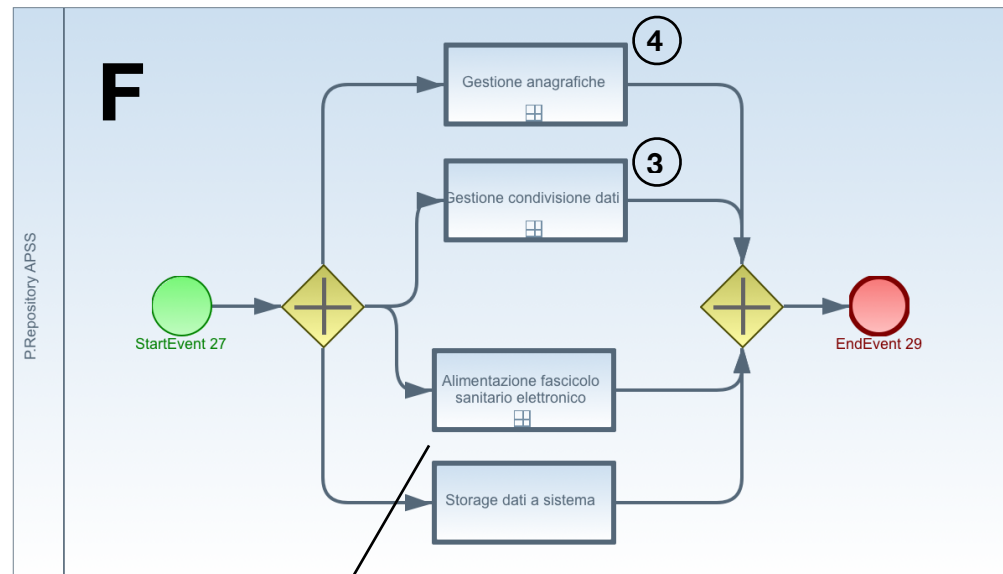 F
4
Gestione anagrafiche
3
Gestione condivisione dati
P.Repository APSS
StartEvent 27
EndEvent 29
Alimentazione fascicolo
sanitario elettronico
Storage dati a sistema